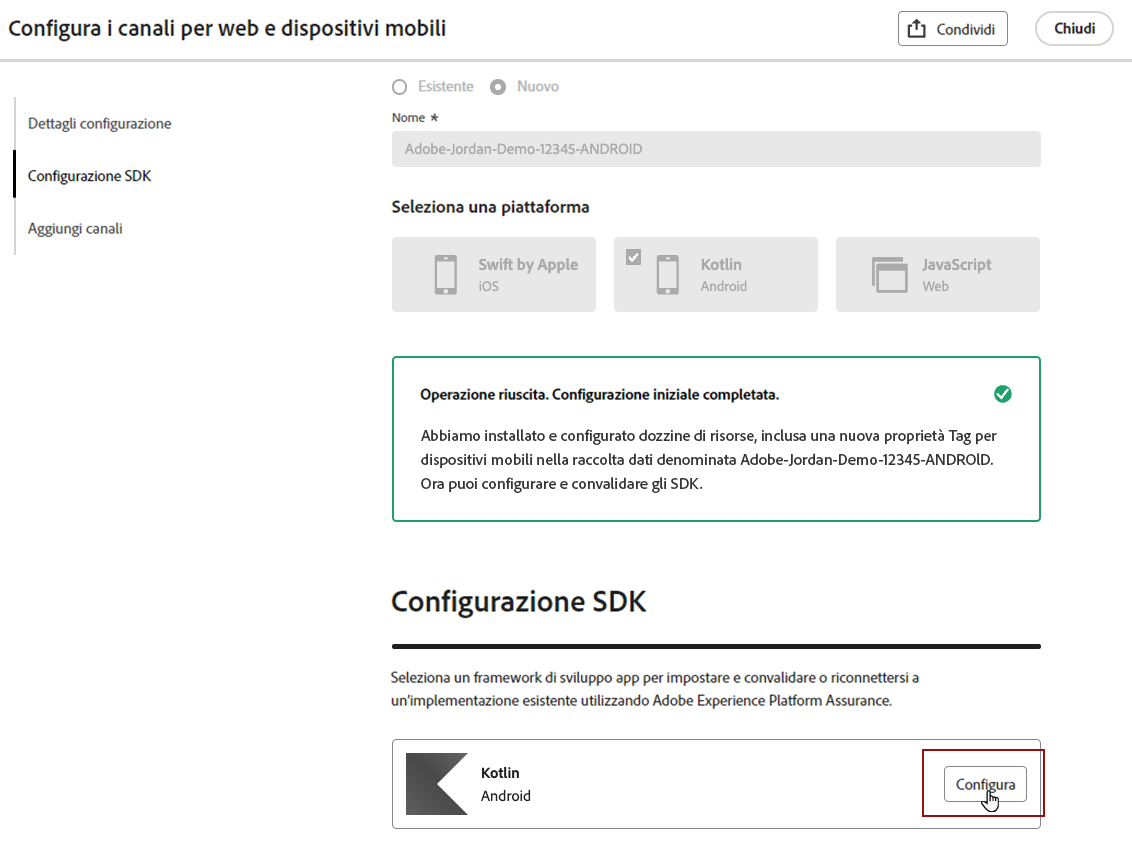 Configura i canali per web e dispositivi mobili
Condividi
Chiudi
Dettagli configurazione
Configurazione SDK
Aggiungi canali
Esistente
Nuovo
Nome *
Adobe-Jordan-Demo-12345-ANDROID
Seleziona una piattaforma
Swift by Apple
iOS
Kotlin
Android
JavaScript
Web
Operazione riuscita. Configurazione iniziale completata.
Abbiamo installato e configurato dozzine di risorse, inclusa una nuova proprietà Tag per
dispositivi mobili nella raccolta dati denominata Adobe-Jordan-Demo-12345-ANDROID.
Ora puoi configurare e convalidare gli SDK.
Configurazione SDK
Seleziona un framework di sviluppo app per impostare e convalidare o riconnettersi a
un'implementazione esistente utilizzando Adobe Experience Platform Assurance.
Kotlin
Android
Configura